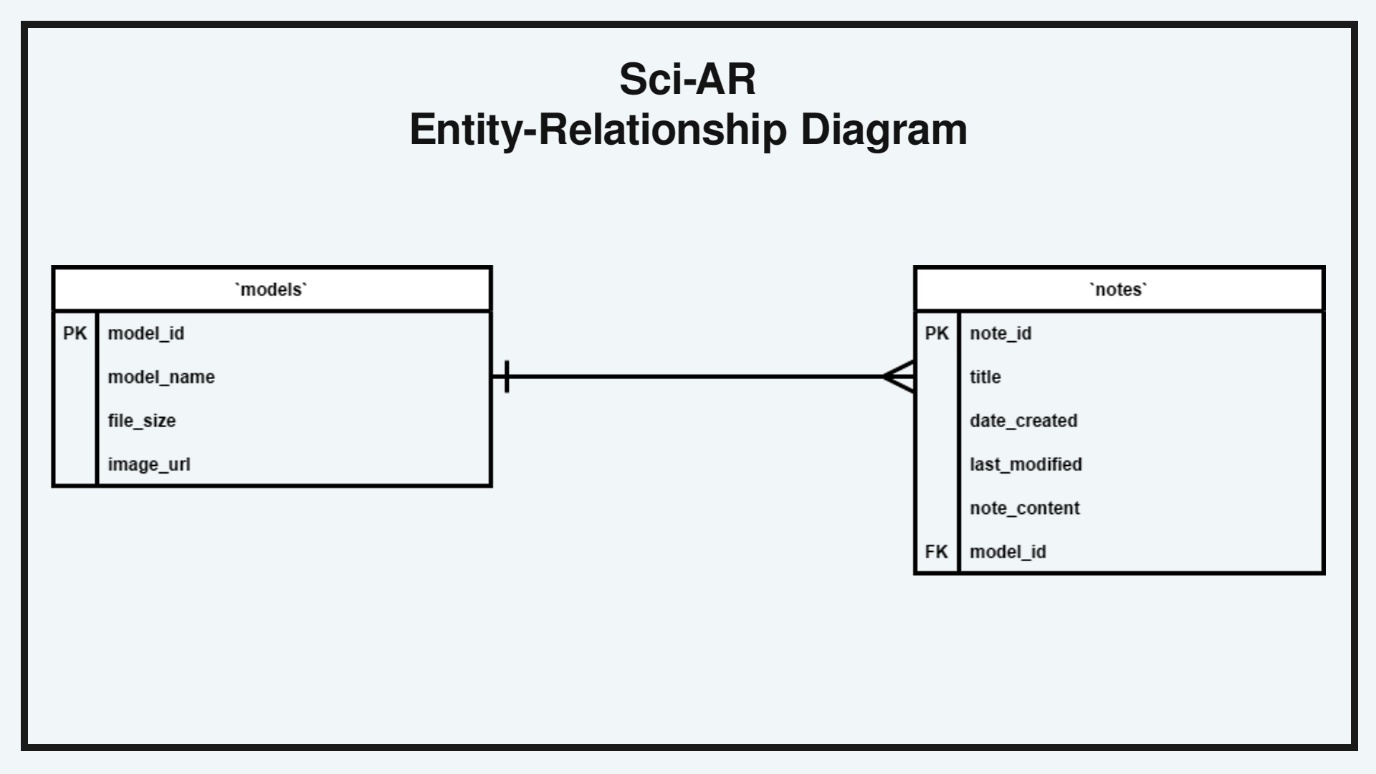 Sci-AR
Entity-Relationship Diagram
`models`
PK model_id
model_name
file_size
image_url
`notes`
PK note_id
title
date_created
last_modified
note_content
FK model_id